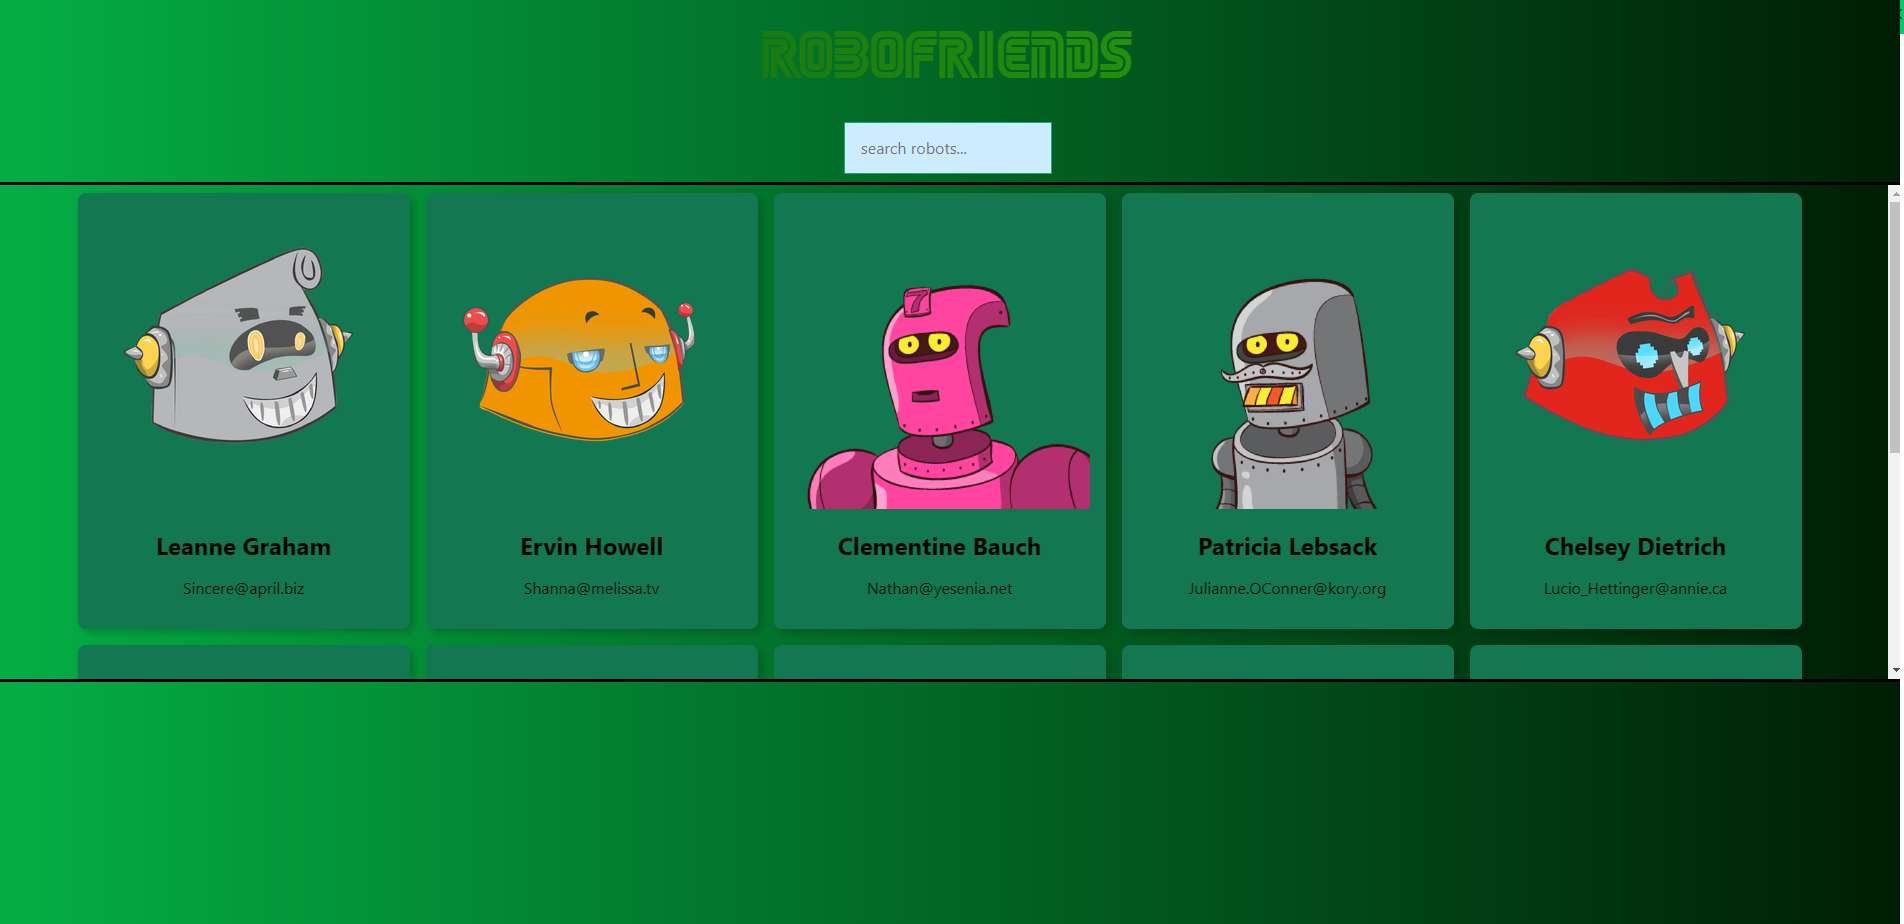 ROBOFRIENDS
search robots...
7
Leanne Graham
Sincere@april.biz
Ervin Howell
Shanna@melissa.tv
Clementine Bauch
Nathan@yesenia.net
Patricia Lebsack
Julianne.OConner@kory.org
Chelsey Dietrich
Lucio_Hettinger@annie.ca